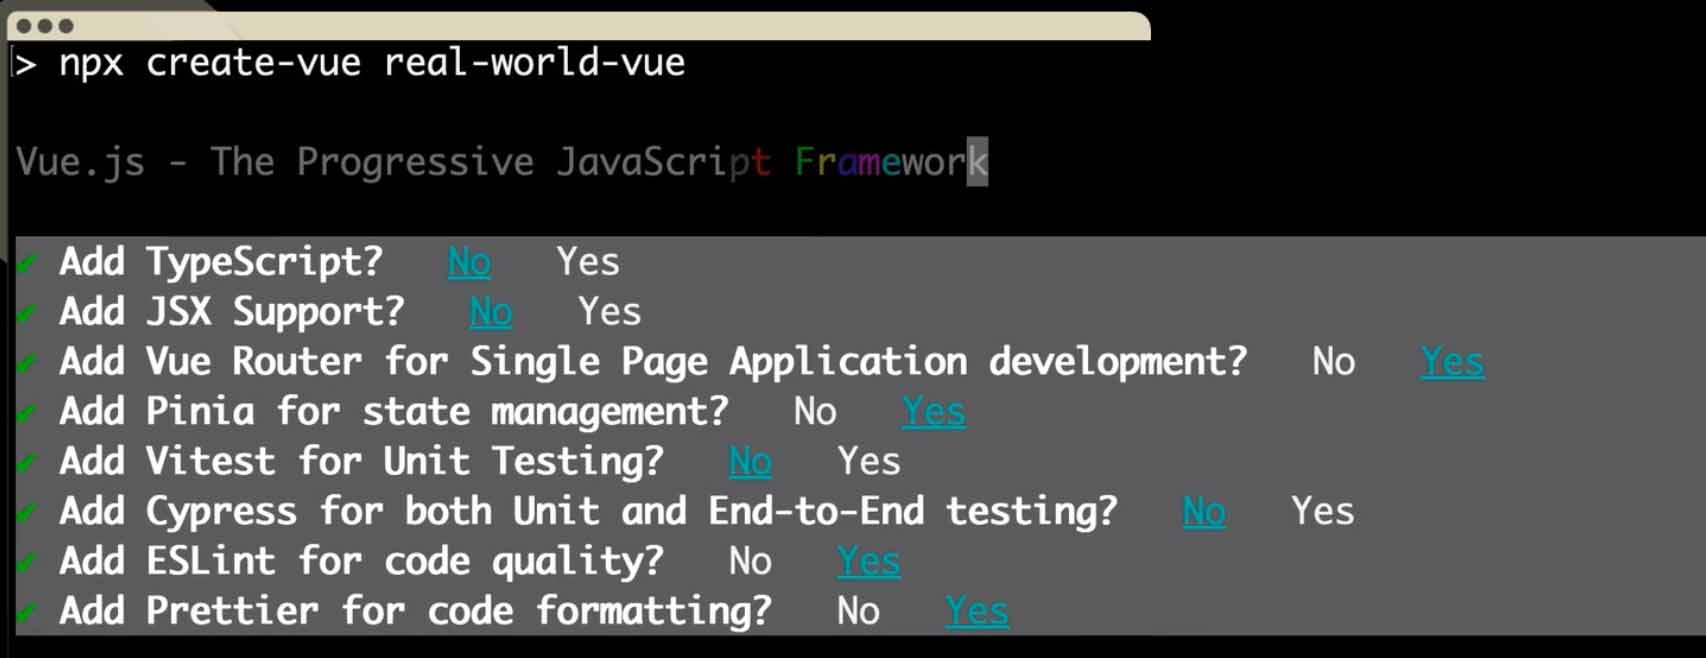 > npx create-vue real-world-vue
Vue.js - The Progressive JavaScript Framework
✔ Add TypeScript? No Yes
✔ Add JSX Support? No Yes
✔ Add Vue Router for Single Page Application development? No Yes
✔ Add Pinia for state management? No Yes
✔ Add Vitest for Unit Testing? No Yes
✔ Add Cypress for both Unit and End-to-End testing? No Yes
✔ Add ESLint for code quality? No Yes
✔ Add Prettier for code formatting? No Yes